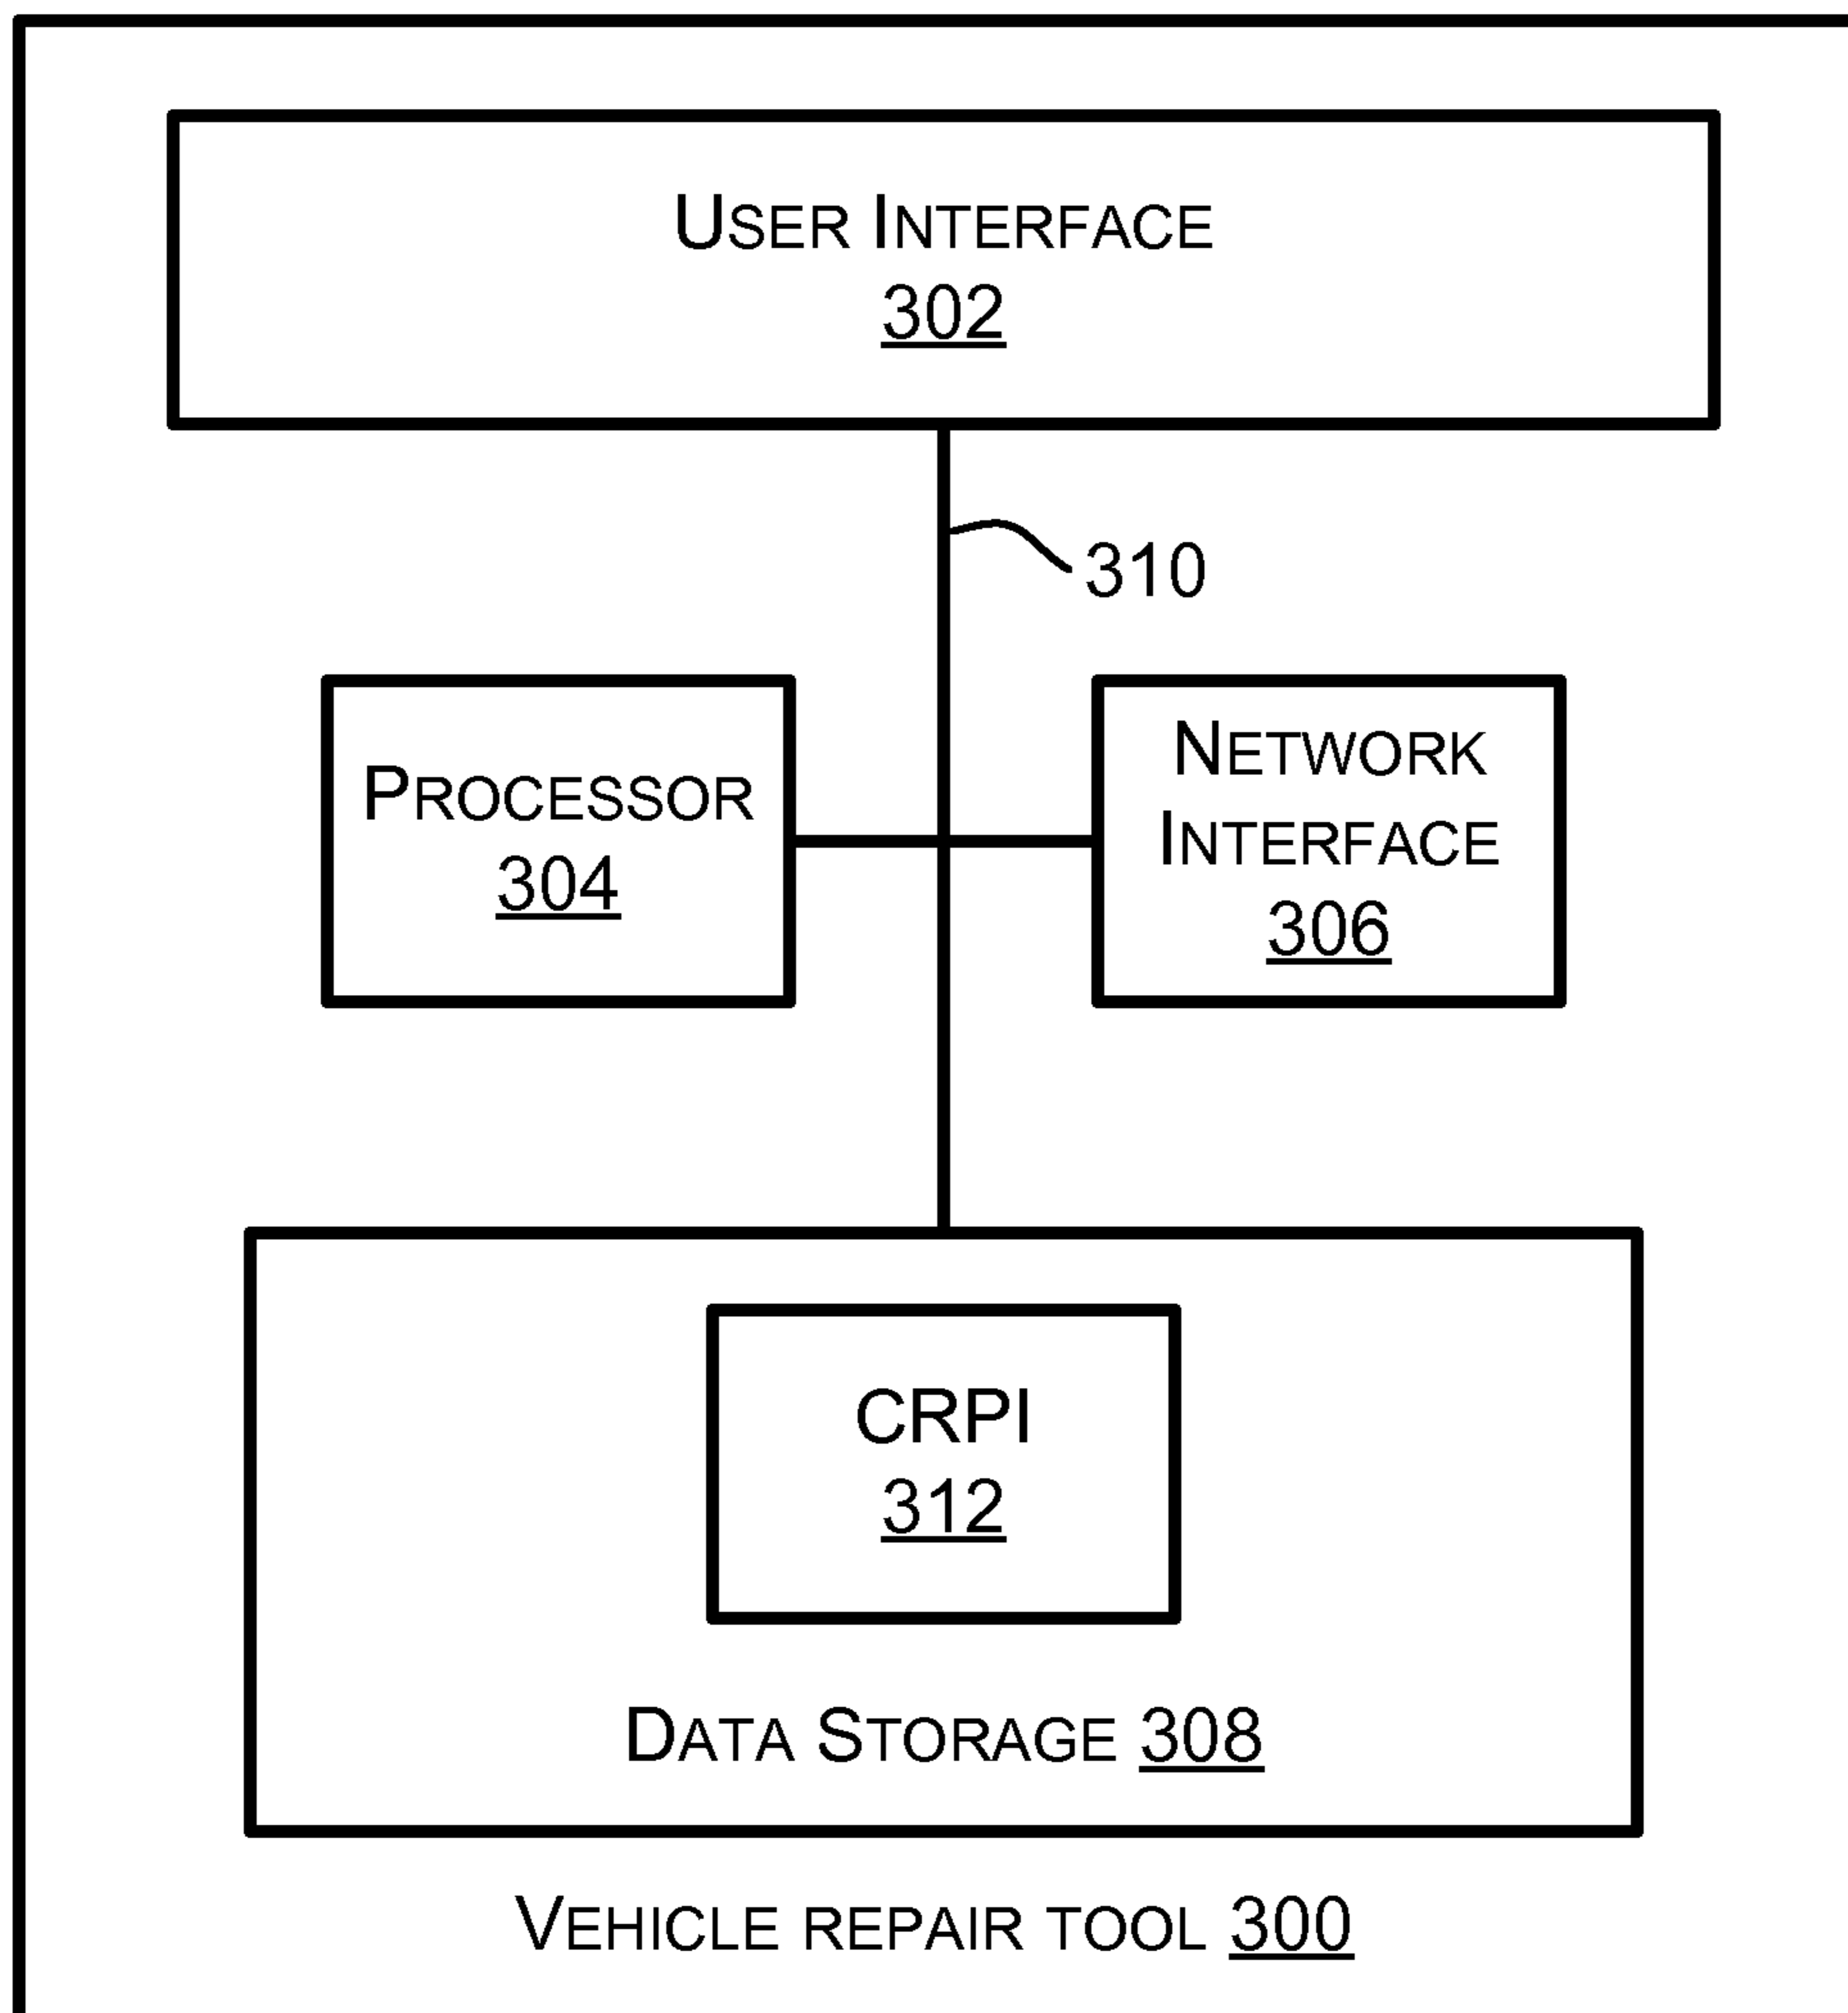 USER INTERFACE
302
310
PROCESSOR
304
NETWORK
INTERFACE
306
CRPI
312
DATA STORAGE 308
VEHICLE REPAIR TOOL 300